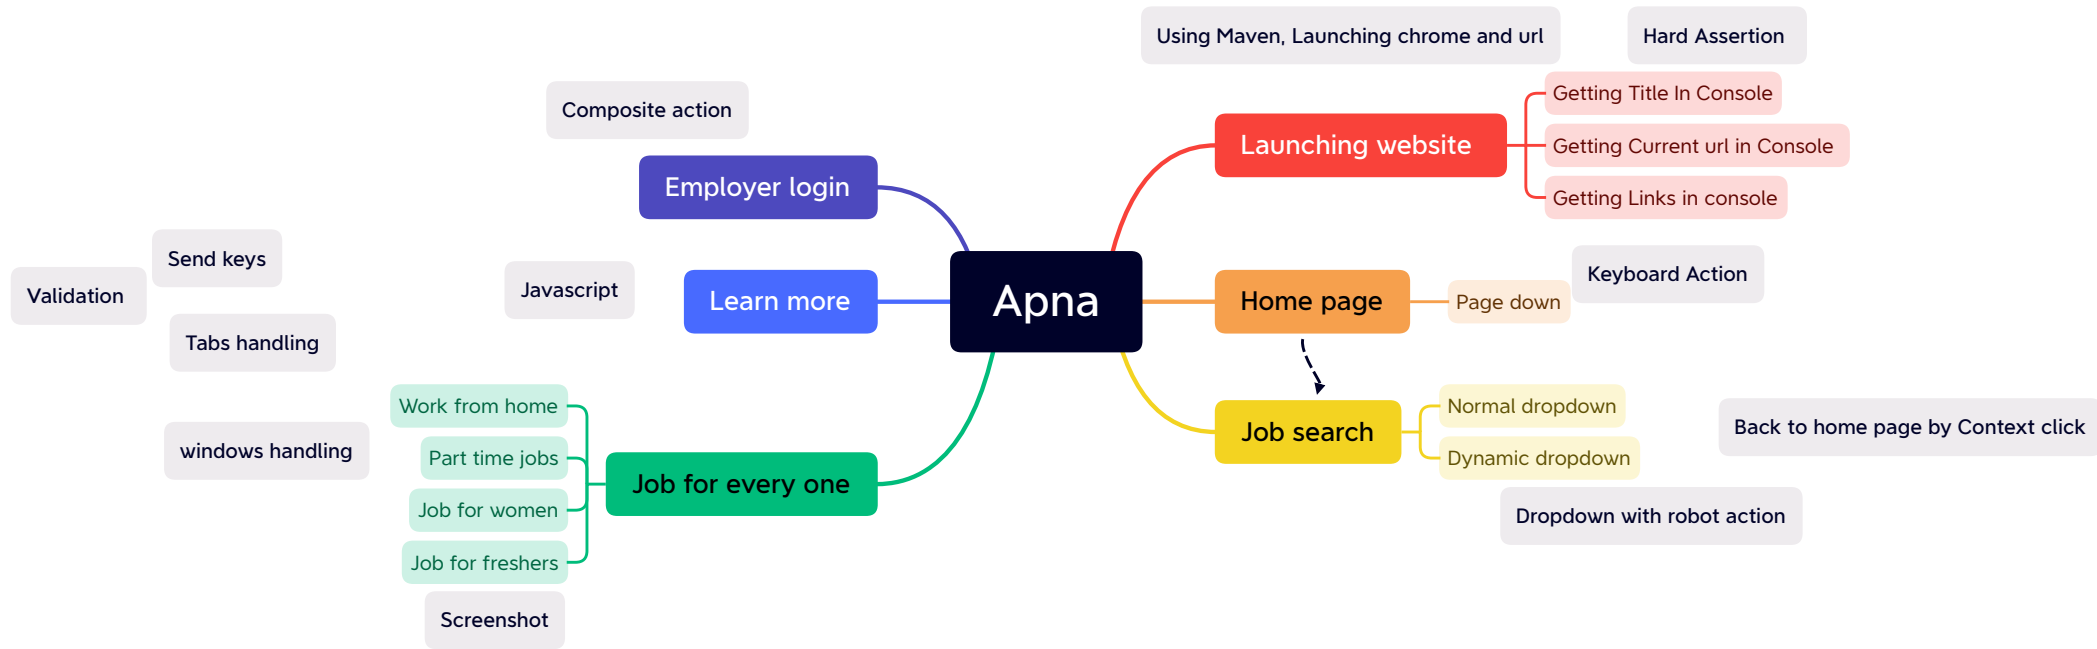 Apna
Using Maven, Launching chrome and url
Hard Assertion
Launching website
Getting Title In Console
Getting Current url in Console
Getting Links in console
Home page
Page down
Keyboard Action
Job search
Normal dropdown
Dynamic dropdown
Back to home page by Context click
Dropdown with robot action
Composite action
Employer login
Learn more
Javascript
Send keys
Validation
Tabs handling
windows handling
Job for every one
Work from home
Part time jobs
Job for women
Job for freshers
Screenshot